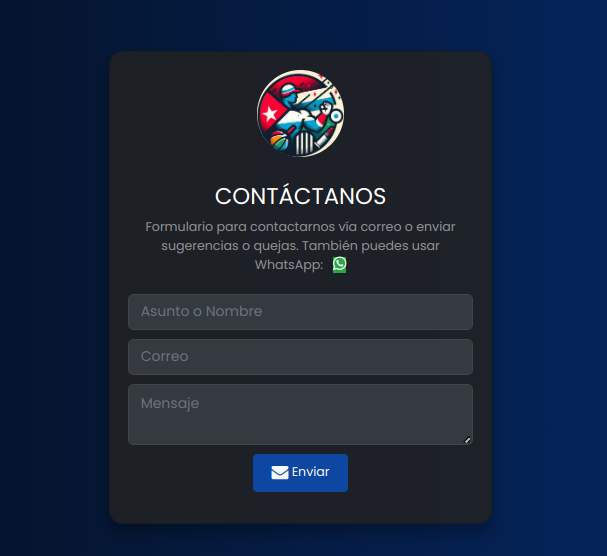 CONTÁCTANOS
Formulario para contactarnos vía correo o enviar
sugerencias o quejas. También puedes usar
WhatsApp:
Asunto o Nombre
Correo
Mensaje
Enviar